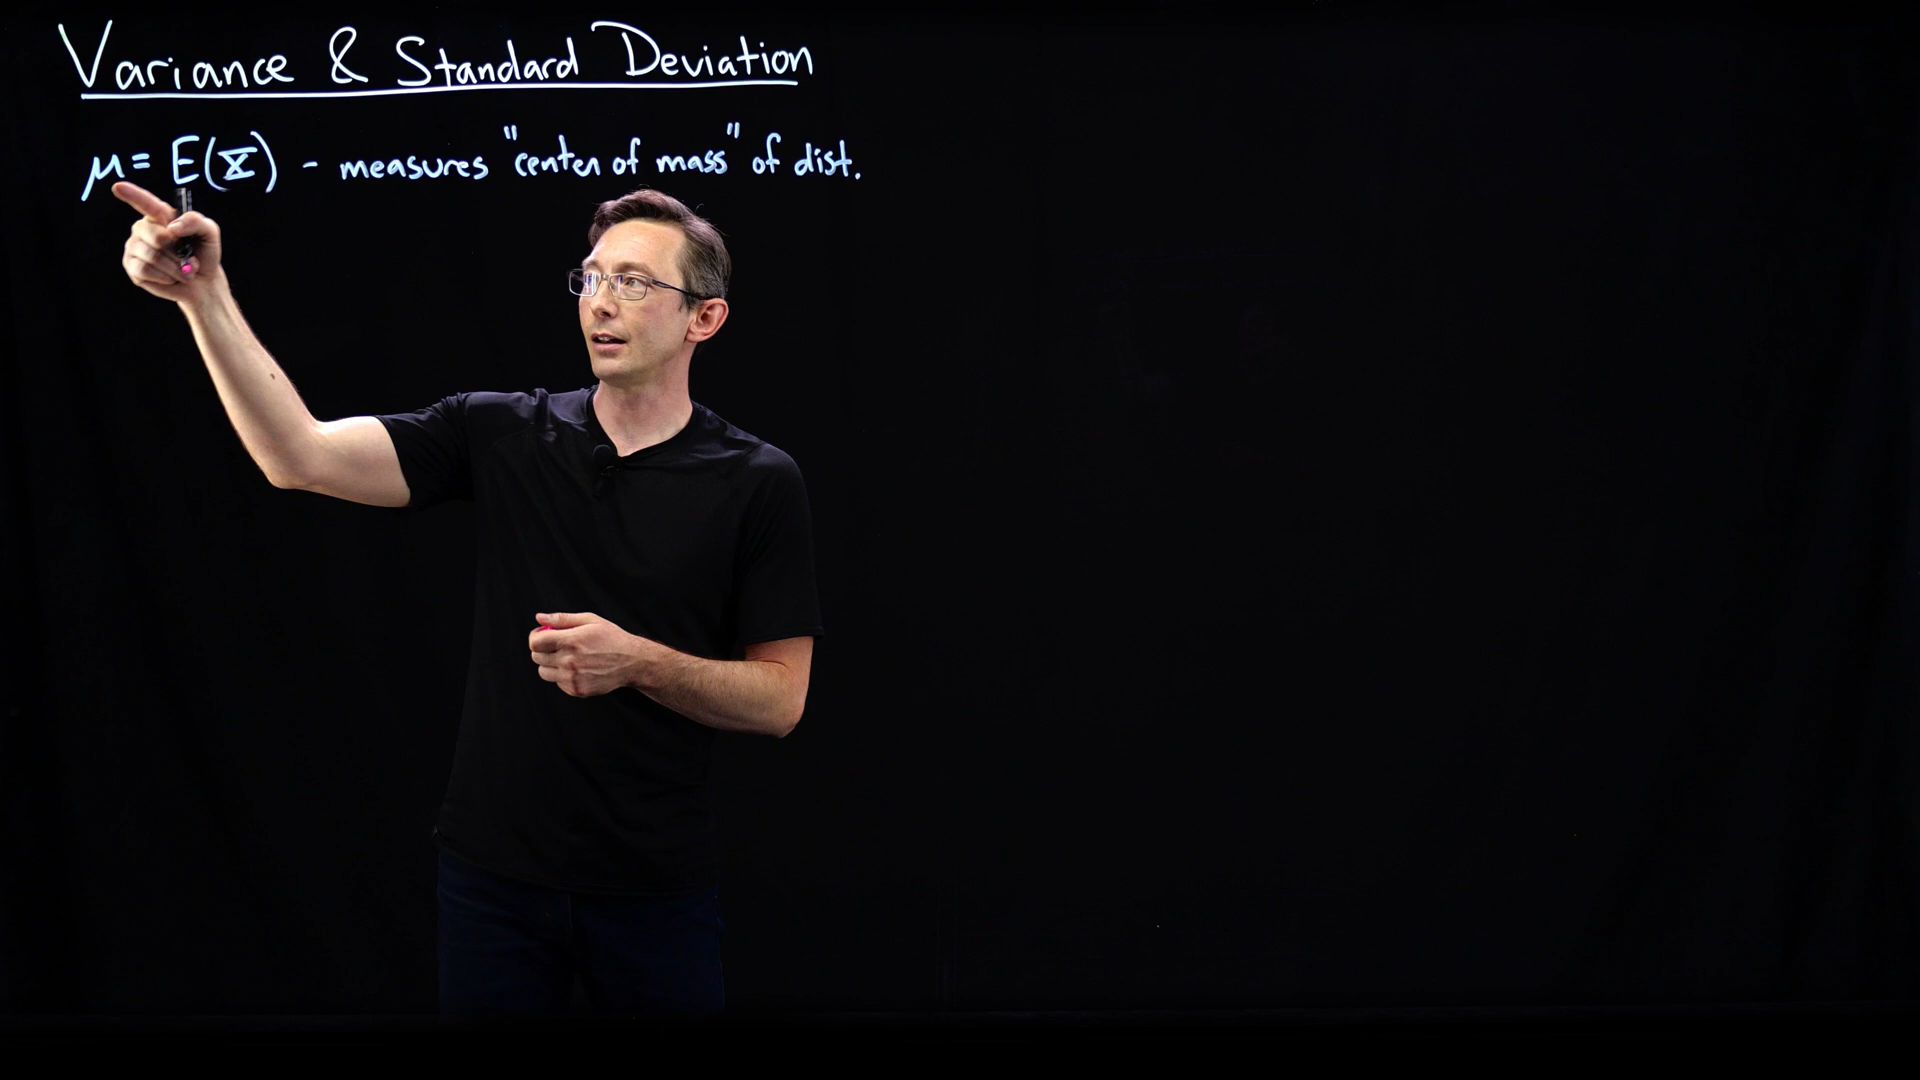 Variance & Standard Deviation
μ = E(X) - measures "center of mass" of dist.